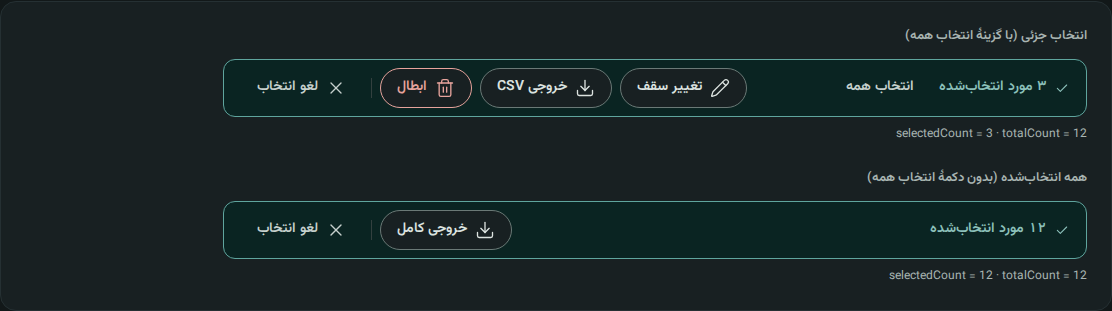 انتخاب جزئی (با گزینهٔ انتخاب همه)
۳ مورد انتخاب‌شده انتخاب همه تغییر سقف خروجی CSV ابطال لغو انتخاب
selectedCount = 3 · totalCount = 12
همه انتخاب‌شده (بدون دکمهٔ انتخاب همه)
۱۲ مورد انتخاب‌شده خروجی کامل لغو انتخاب
selectedCount = 12 · totalCount = 12